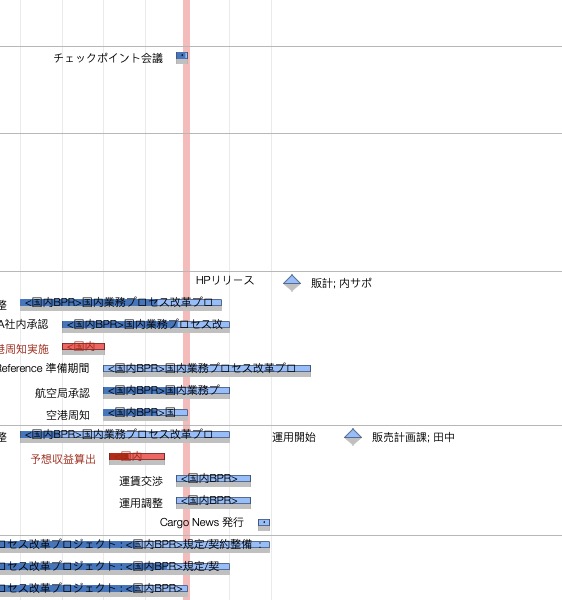 チェックポイント会議
HPリリース
販計; 内サポ
整 <国内BPR>国内業務プロセス改革プロ
A社内承認 <国内BPR>国内業務プロセス改
港周知実施 <国内
Reference 準備期間 <国内BPR>国内業務プロセス改革プロ
航空局承認 <国内BPR>国内業務プ
空港周知 <国内BPR>国
整 <国内BPR>国内業務プロセス改革プロ
運用開始
販売計画課; 田中
予想収益算出 国内
運賃交渉 <国内BPR>
運用調整 <国内BPR>
Cargo News 発行
ロセス改革プロジェクト : <国内BPR>規定/契約整備 :
ロセス改革プロジェクト : <国内BPR>規定/契
ロセス改革プロジェクト : <国内BPR>